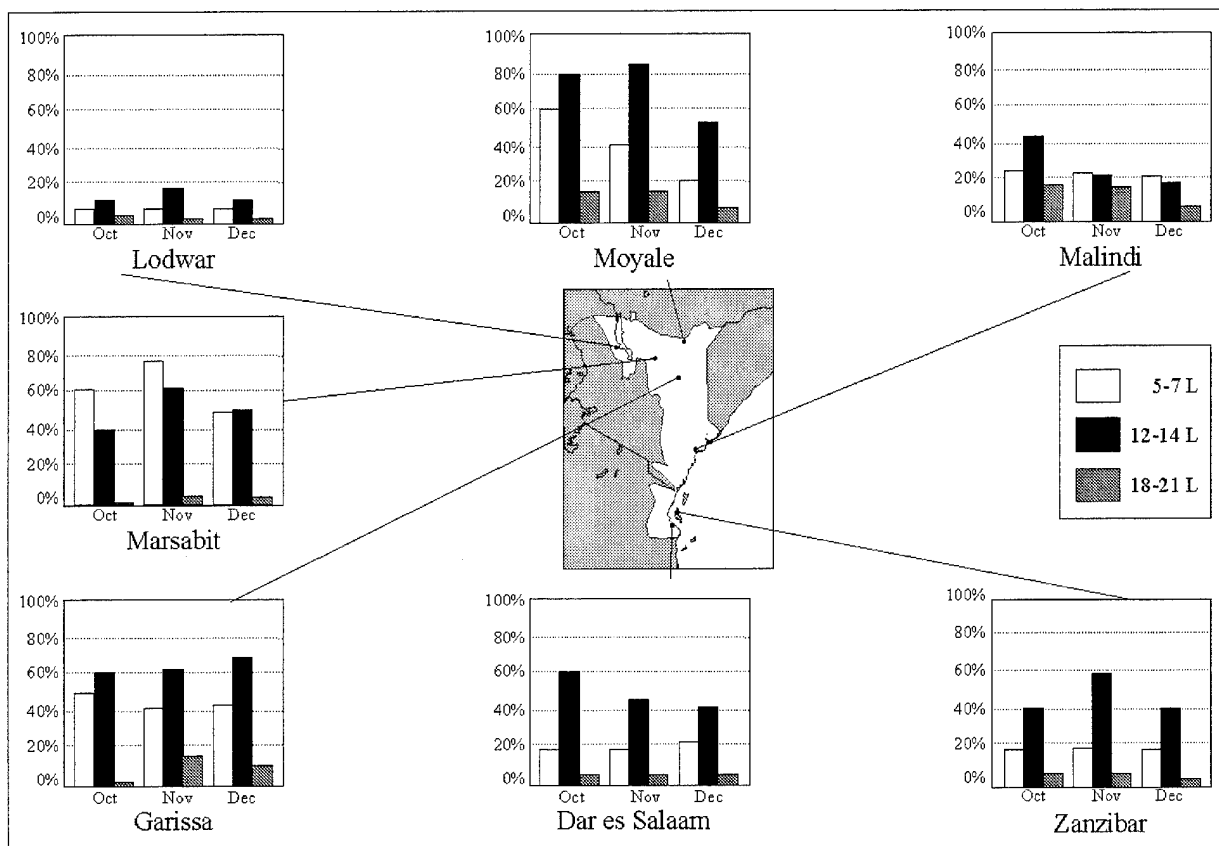 100%
80%
60%
40%
20%
0%
Oct Nov Dec
Lodwar
100%
80%
60%
40%
20%
0%
Oct Nov Dec
Moyale
100%
80%
60%
40%
20%
0%
Oct Nov Dec
Malindi
100%
80%
60%
40%
20%
0%
Oct Nov Dec
Marsabit
5-7 L
12-14 L
18-21 L
100%
80%
60%
40%
20%
0%
Oct Nov Dec
Garissa
100%
80%
60%
40%
20%
0%
Oct Nov Dec
Dar es Salaam
100%
80%
60%
40%
20%
0%
Oct Nov Dec
Zanzibar